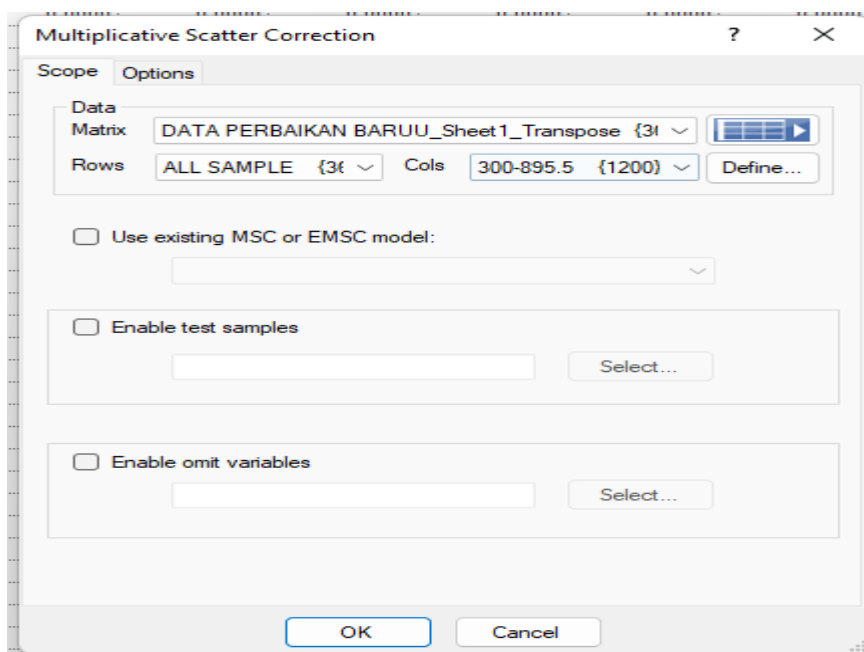 Multiplicative Scatter Correction ? ×
Scope Options
Data
Matrix DATA PERBAIKAN BARUU_Sheet1_Transpose
Rows ALL SAMPLE {36 Cols 300-895.5 {1200} Define...
Use existing MSC or EMSC model:
Enable test samples
Select...
Enable omit variables
Select...
OK Cancel